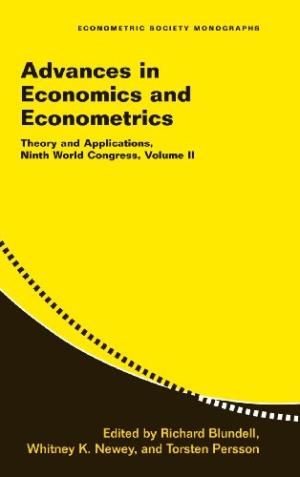 ECONOMETRIC SOCIETY MONOGRAPHS
Advances in
Economics and
Econometrics
Theory and Applications,
Ninth World Congress, Volume II
Edited by Richard Blundell,
Whitney K. Newey, and Torsten Persson